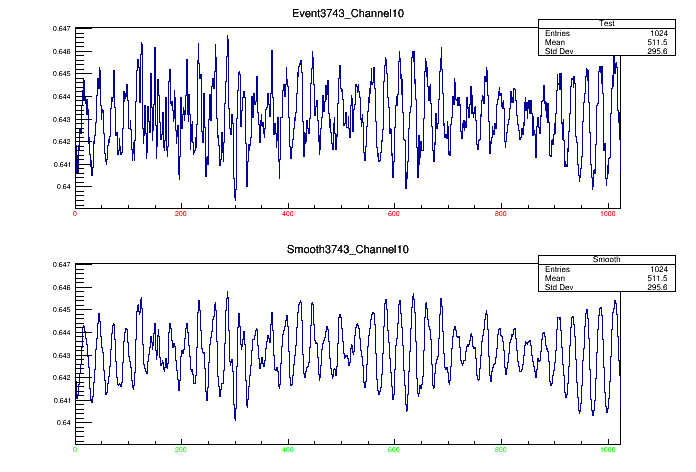 Event3743_Channel10
Test
Entries 1024
Mean 511.5
Std Dev 295.6
0.647
0.646
0.645
0.644
0.643
0.642
0.641
0.64
0 200 400 600 800 1000
Smooth3743_Channel10
Smooth
Entries 1024
Mean 511.5
Std Dev 295.6
0.647
0.646
0.645
0.644
0.643
0.642
0.641
0.64
0 200 400 600 800 1000